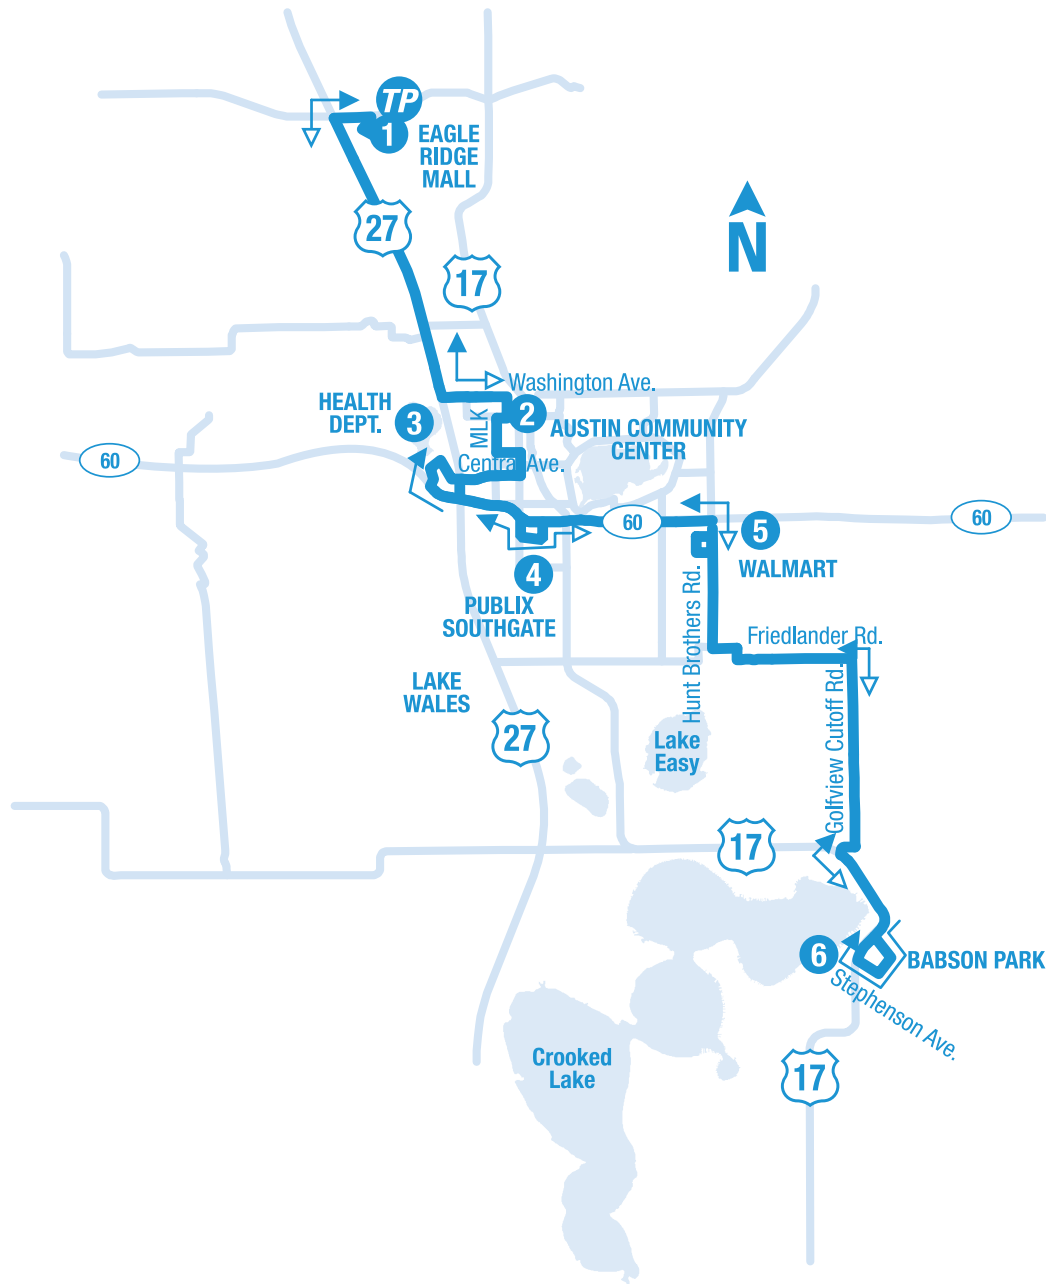 TP
1
EAGLE
RIDGE
MALL
27
17
N
Washington Ave.
HEALTH
DEPT.
3
MLK
2
AUSTIN COMMUNITY
CENTER
60
Central Ave.
60
60
5
WALMART
4
PUBLIX
SOUTHGATE
Hunt Brothers Rd.
Friedlander Rd.
LAKE
WALES
27
Lake
Easy
Golfview Cutoff Rd.
17
6
BABSON PARK
Stephenson Ave.
Crooked
Lake
17